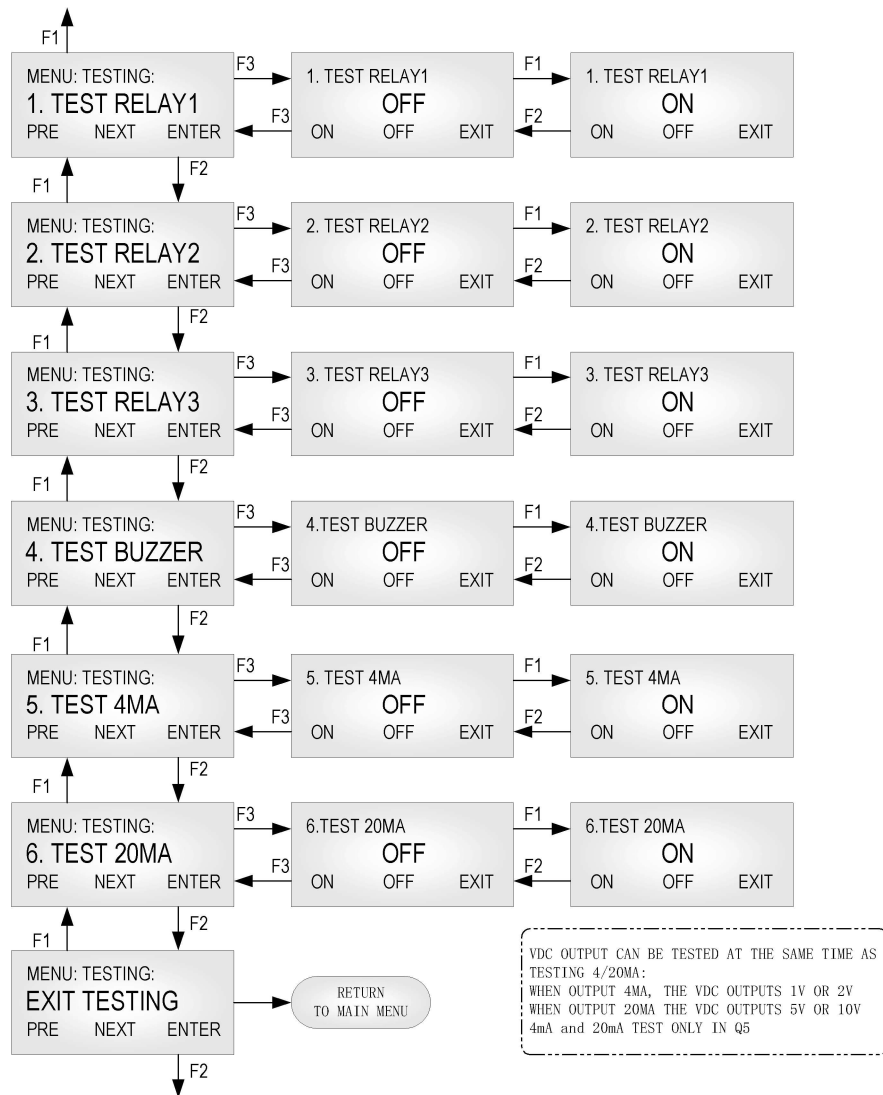 F1
MENU: TESTING:
1. TEST RELAY1
PRE NEXT ENTER
F3
F3
1. TEST RELAY1
OFF
ON OFF EXIT
F1
F2
1. TEST RELAY1
ON
ON OFF EXIT
F1
F2
MENU: TESTING:
2. TEST RELAY2
PRE NEXT ENTER
F3
F3
2. TEST RELAY2
OFF
ON OFF EXIT
F1
F2
2. TEST RELAY2
ON
ON OFF EXIT
F1
F2
MENU: TESTING:
3. TEST RELAY3
PRE NEXT ENTER
F3
F3
3. TEST RELAY3
OFF
ON OFF EXIT
F1
F2
3. TEST RELAY3
ON
ON OFF EXIT
F1
F2
MENU: TESTING:
4. TEST BUZZER
PRE NEXT ENTER
F3
F3
4.TEST BUZZER
OFF
ON OFF EXIT
F1
F2
4.TEST BUZZER
ON
ON OFF EXIT
F1
F2
MENU: TESTING:
5. TEST 4MA
PRE NEXT ENTER
F3
F3
5. TEST 4MA
OFF
ON OFF EXIT
F1
F2
5. TEST 4MA
ON
ON OFF EXIT
F1
F2
MENU: TESTING:
6. TEST 20MA
PRE NEXT ENTER
F3
F3
6.TEST 20MA
OFF
ON OFF EXIT
F1
F2
6.TEST 20MA
ON
ON OFF EXIT
F1
F2
MENU: TESTING:
EXIT TESTING
PRE NEXT ENTER
RETURN
TO MAIN MENU
F2
VDC OUTPUT CAN BE TESTED AT THE SAME TIME AS
TESTING 4/20MA:
WHEN OUTPUT 4MA, THE VDC OUTPUTS 1V OR 2V
WHEN OUTPUT 20MA THE VDC OUTPUTS 5V OR 10V
4mA and 20mA TEST ONLY IN Q5